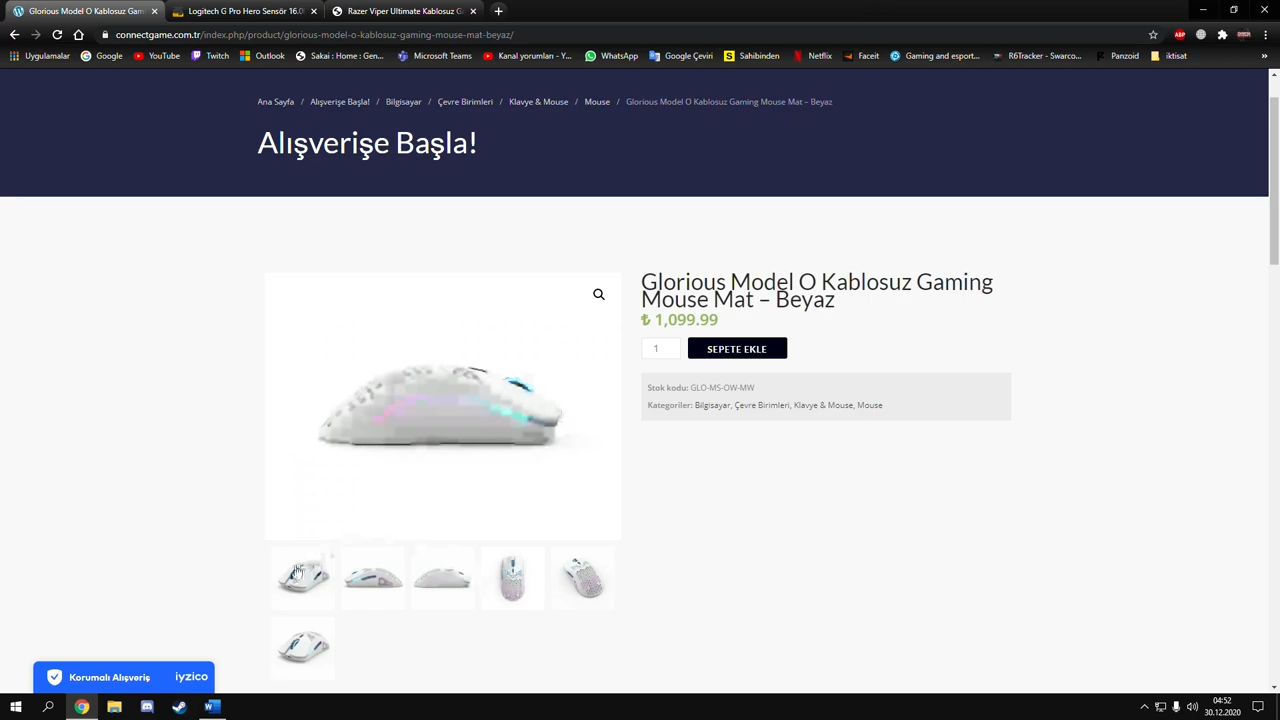 Glorious Model O Kablosuz Gam
Logitech G Pro Hero Sensör 16.0
Razer Viper Ultimate Kablosuz G
connectgame.com.tr/index.php/product/glorious-model-o-kablosuz-gaming-mouse-mat-beyaz/
ABP
Uygulamalar
Google
YouTube
Twitch
Outlook
Sakai : Home : Gen...
Microsoft Teams
Kanal yorumları - Y...
WhatsApp
Google Çeviri
Sahibinden
Netflix
Faceit
Gaming and esport...
R6Tracker - Swarco...
Panzoid
iktisat
Ana Sayfa / Alışverişe Başla! / Bilgisayar / Çevre Birimleri / Klavye & Mouse / Mouse / Glorious Model O Kablosuz Gaming Mouse Mat – Beyaz
Alışverişe Başla!
Glorious Model O Kablosuz Gaming
Mouse Mat – Beyaz
₺ 1,099.99
1
SEPETE EKLE
Stok kodu: GLO-MS-OW-MW
Kategoriler: Bilgisayar, Çevre Birimleri, Klavye & Mouse, Mouse
Korumalı Alışveriş
iyzico
04:52
30.12.2020